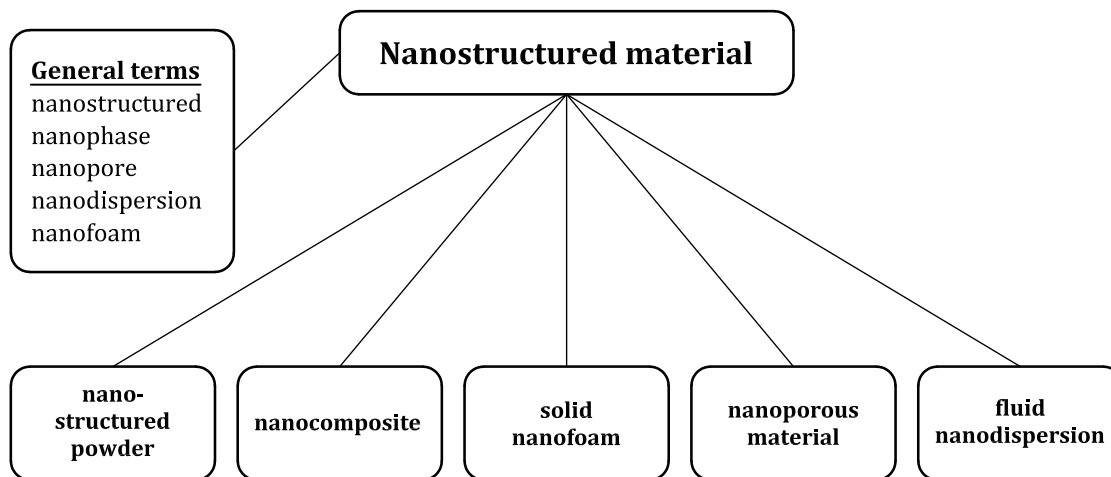 Nanostructured material
General terms
nanostructured
nanophase
nanopore
nanodispersion
nanofoam
nano-
structured
powder
nanocomposite
solid
nanofoam
nanoporous
material
fluid
nanodispersion